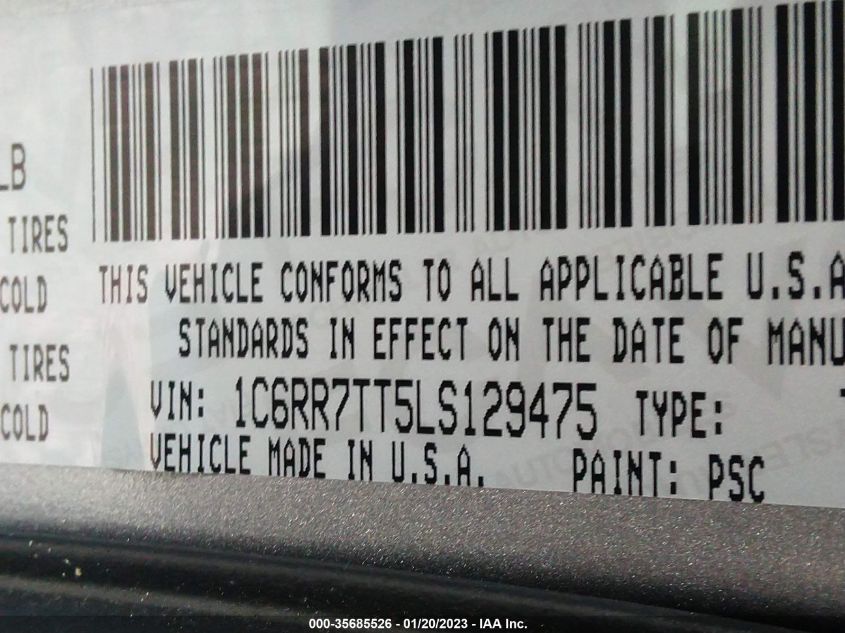 LB
TIRES
COLD
TIRES
COLD
THIS VEHICLE CONFORMS TO ALL APPLICABLE U.S.A
STANDARDS IN EFFECT ON THE DATE OF MANU
VIN: 1C6RR7TT5LS129475 TYPE:
VEHICLE MADE IN U.S.A. PAINT: PSC
000-35685526 - 01/20/2023 - IAA Inc.